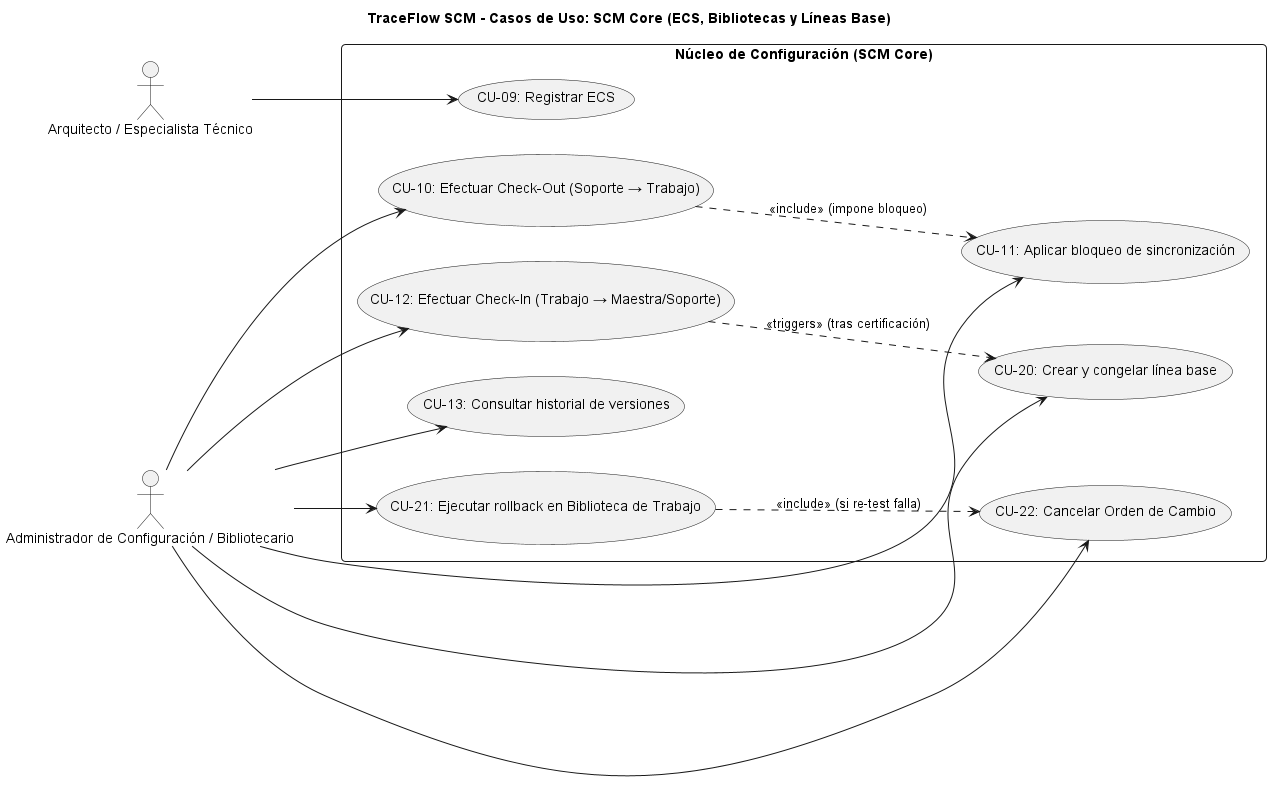 TraceFlow SCM - Casos de Uso: SCM Core (ECS, Bibliotecas y Líneas Base)
Núcleo de Configuración (SCM Core)
Arquitecto / Especialista Técnico
CU-09: Registrar ECS
CU-10: Efectuar Check-Out (Soporte → Trabajo)
«include» (impone bloqueo)
CU-11: Aplicar bloqueo de sincronización
CU-12: Efectuar Check-In (Trabajo → Maestra/Soporte)
«triggers» (tras certificación)
CU-20: Crear y congelar línea base
CU-13: Consultar historial de versiones
CU-21: Ejecutar rollback en Biblioteca de Trabajo
«include» (si re-test falla)
CU-22: Cancelar Orden de Cambio
Administrador de Configuración / Bibliotecario